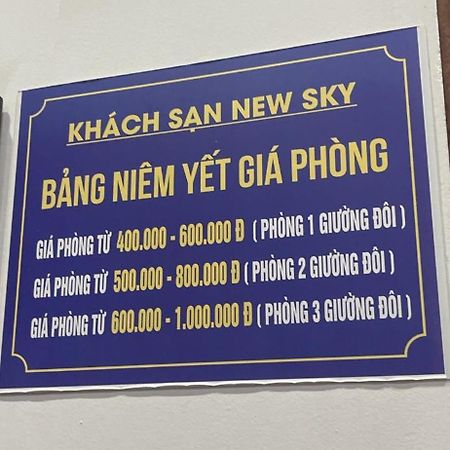 KHÁCH SẠN NEW SKY
BẢNG NIÊM YẾT GIÁ PHÒNG
GIÁ PHÒNG TỪ 400.000 - 600.000 Đ ( PHÒNG 1 GIƯỜNG ĐÔI )
GIÁ PHÒNG TỪ 500.000 - 800.000 Đ ( PHÒNG 2 GIƯỜNG ĐÔI )
GIÁ PHÒNG TỪ 600.000 - 1.000.000 Đ ( PHÒNG 3 GIƯỜNG ĐÔI )